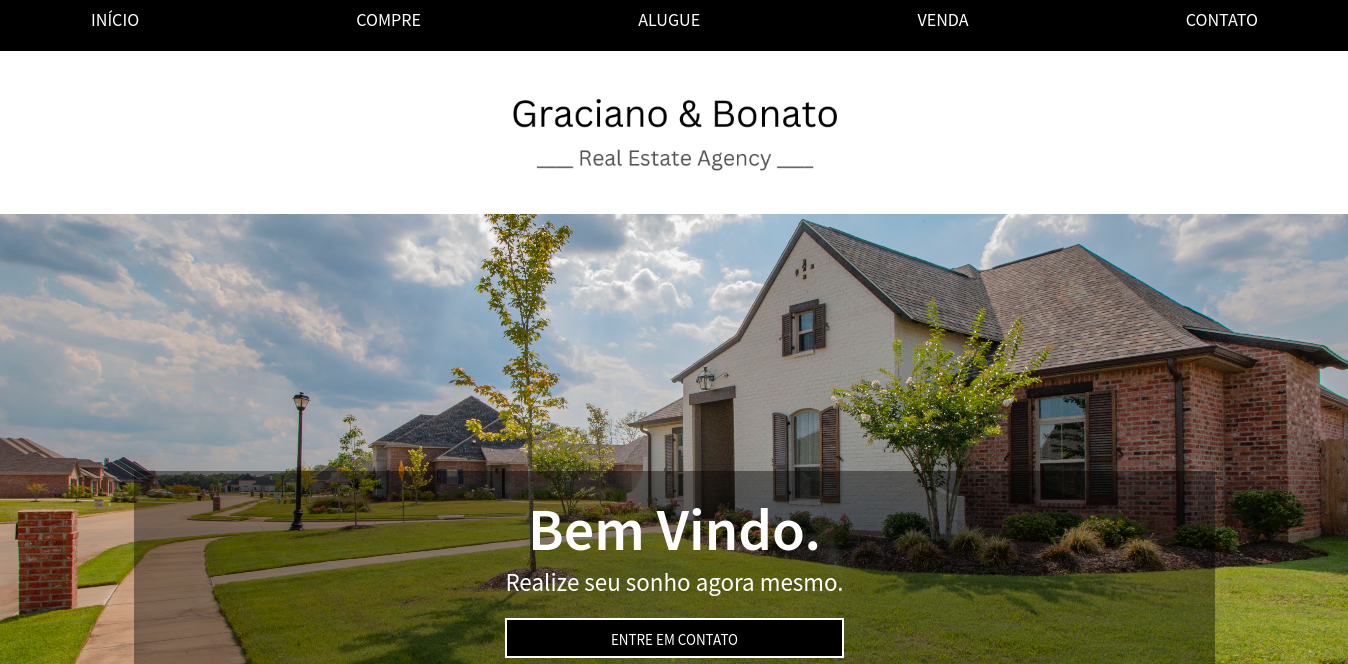 INÍCIO
COMPRE
ALUGUE
VENDA
CONTATO
Graciano & Bonato
___ Real Estate Agency ___
Bem Vindo.
Realize seu sonho agora mesmo.
ENTRE EM CONTATO